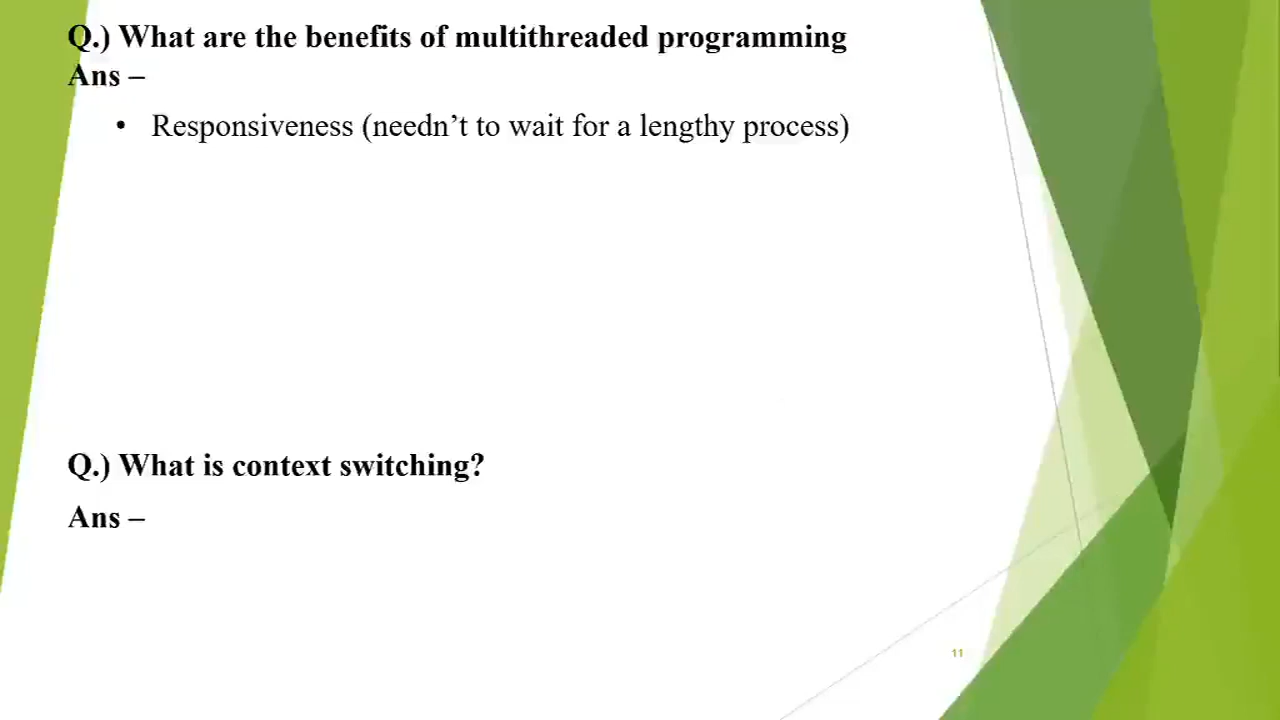 Q.) What are the benefits of multithreaded programming
Ans –
• Responsiveness (needn’t to wait for a lengthy process)
Q.) What is context switching?
Ans –
11